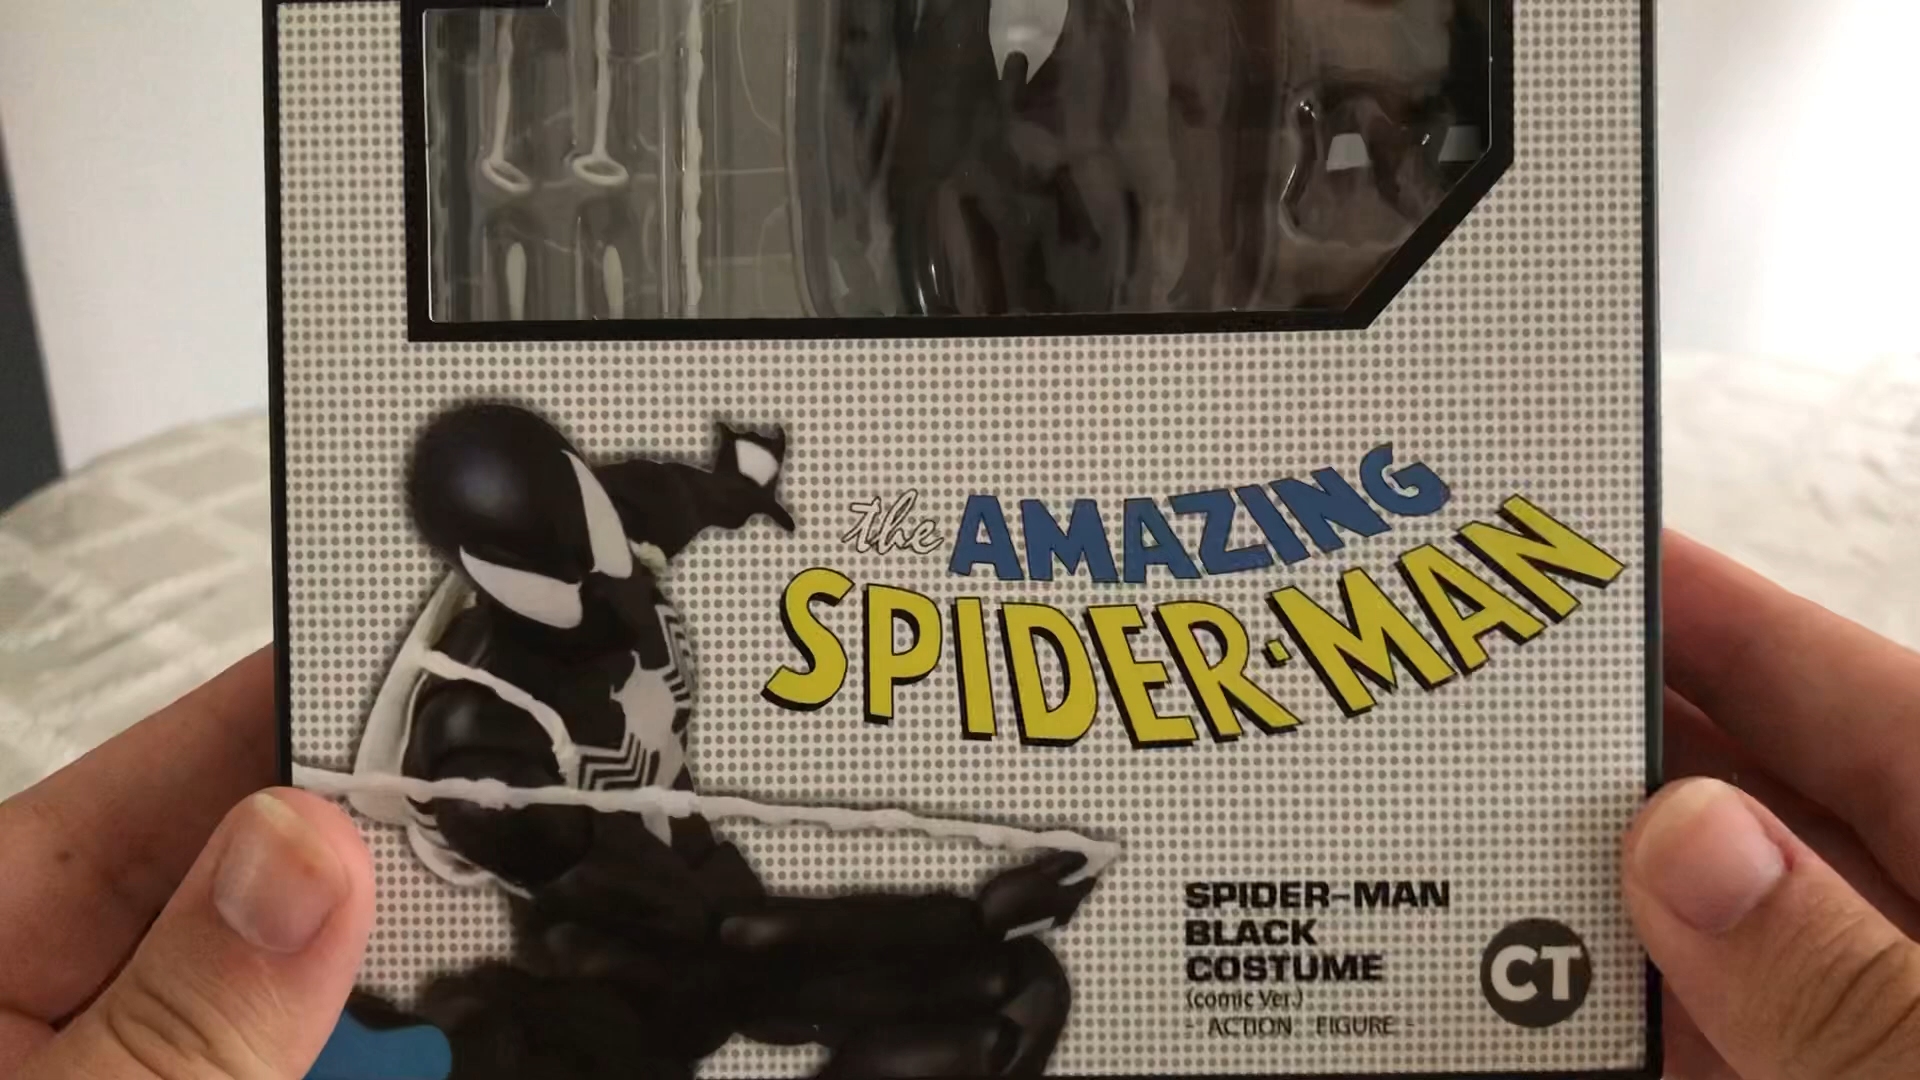 the AMAZING
SPIDER-MAN
SPIDER-MAN
BLACK
COSTUME
(comic Ver.)
- ACTION FIGURE -
CT